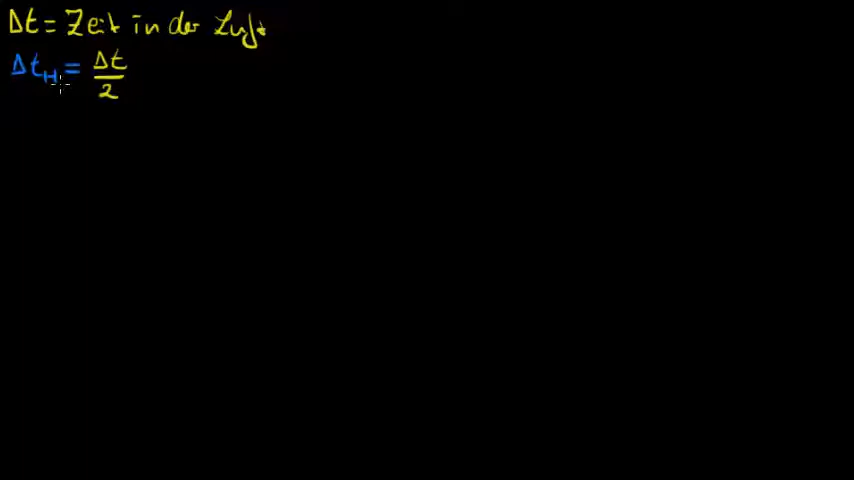 Δt = Zeit in der Luft
Δt_H = Δt/2